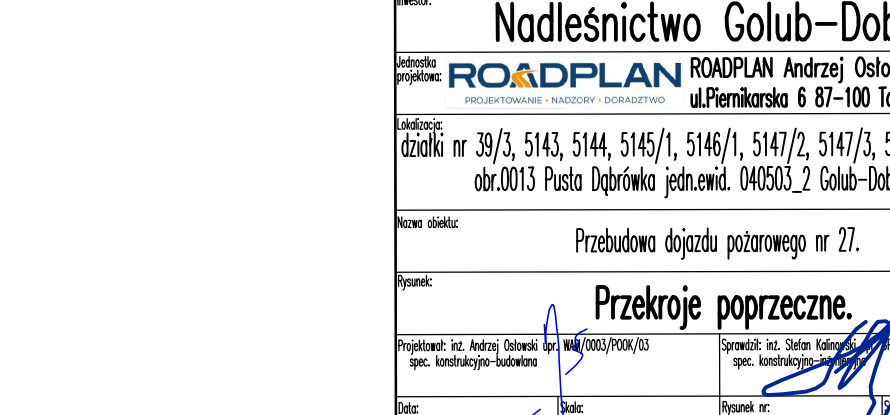 Inwestor:
Nadleśnictwo Golub-Dob
Jednostka
projektowa:
ROADPLAN
PROJEKTOWANIE • NADZORY • DORADZTWO
ROADPLAN Andrzej Osło
ul.Piernikarska 6 87-100 To
Lokalizacja:
działki nr 39/3, 5143, 5144, 5145/1, 5146/1, 5147/2, 5147/3, 5
obr.0013 Pusta Dąbrówka jedn.ewid. 040503_2 Golub-Dob
Nazwa obiektu:
Przebudowa dojazdu pożarowego nr 27.
Rysunek:
Przekroje poprzeczne.
Projektował: inż. Andrzej Osłowski upr. WAM/0003/POOK/03
spec. konstrukcyjno-budowlana
Sprawdził: inż. Stefan Kalinowski
spec. konstrukcyjno-inżynieryjna
Data:
Skala:
Rysunek nr: